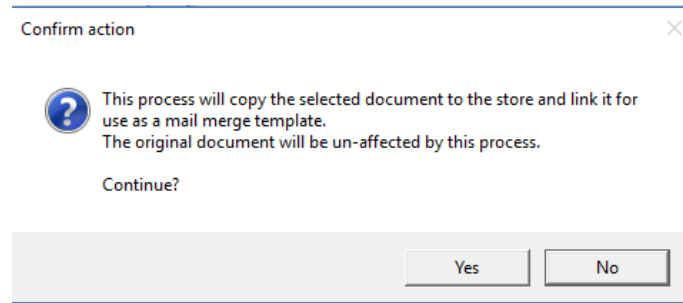 Confirm action
This process will copy the selected document to the store and link it for
use as a mail merge template.
The original document will be un-affected by this process.
Continue?
Yes No